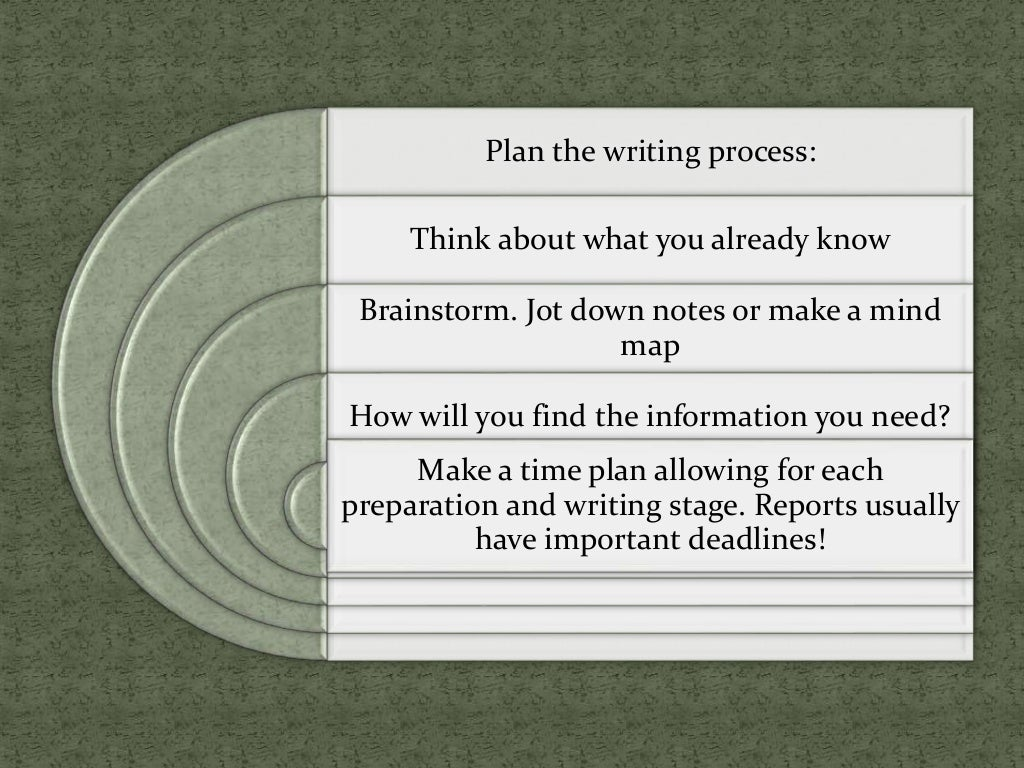 Plan the writing process:
Think about what you already know
Brainstorm. Jot down notes or make a mind
map
How will you find the information you need?
Make a time plan allowing for each
preparation and writing stage. Reports usually
have important deadlines!